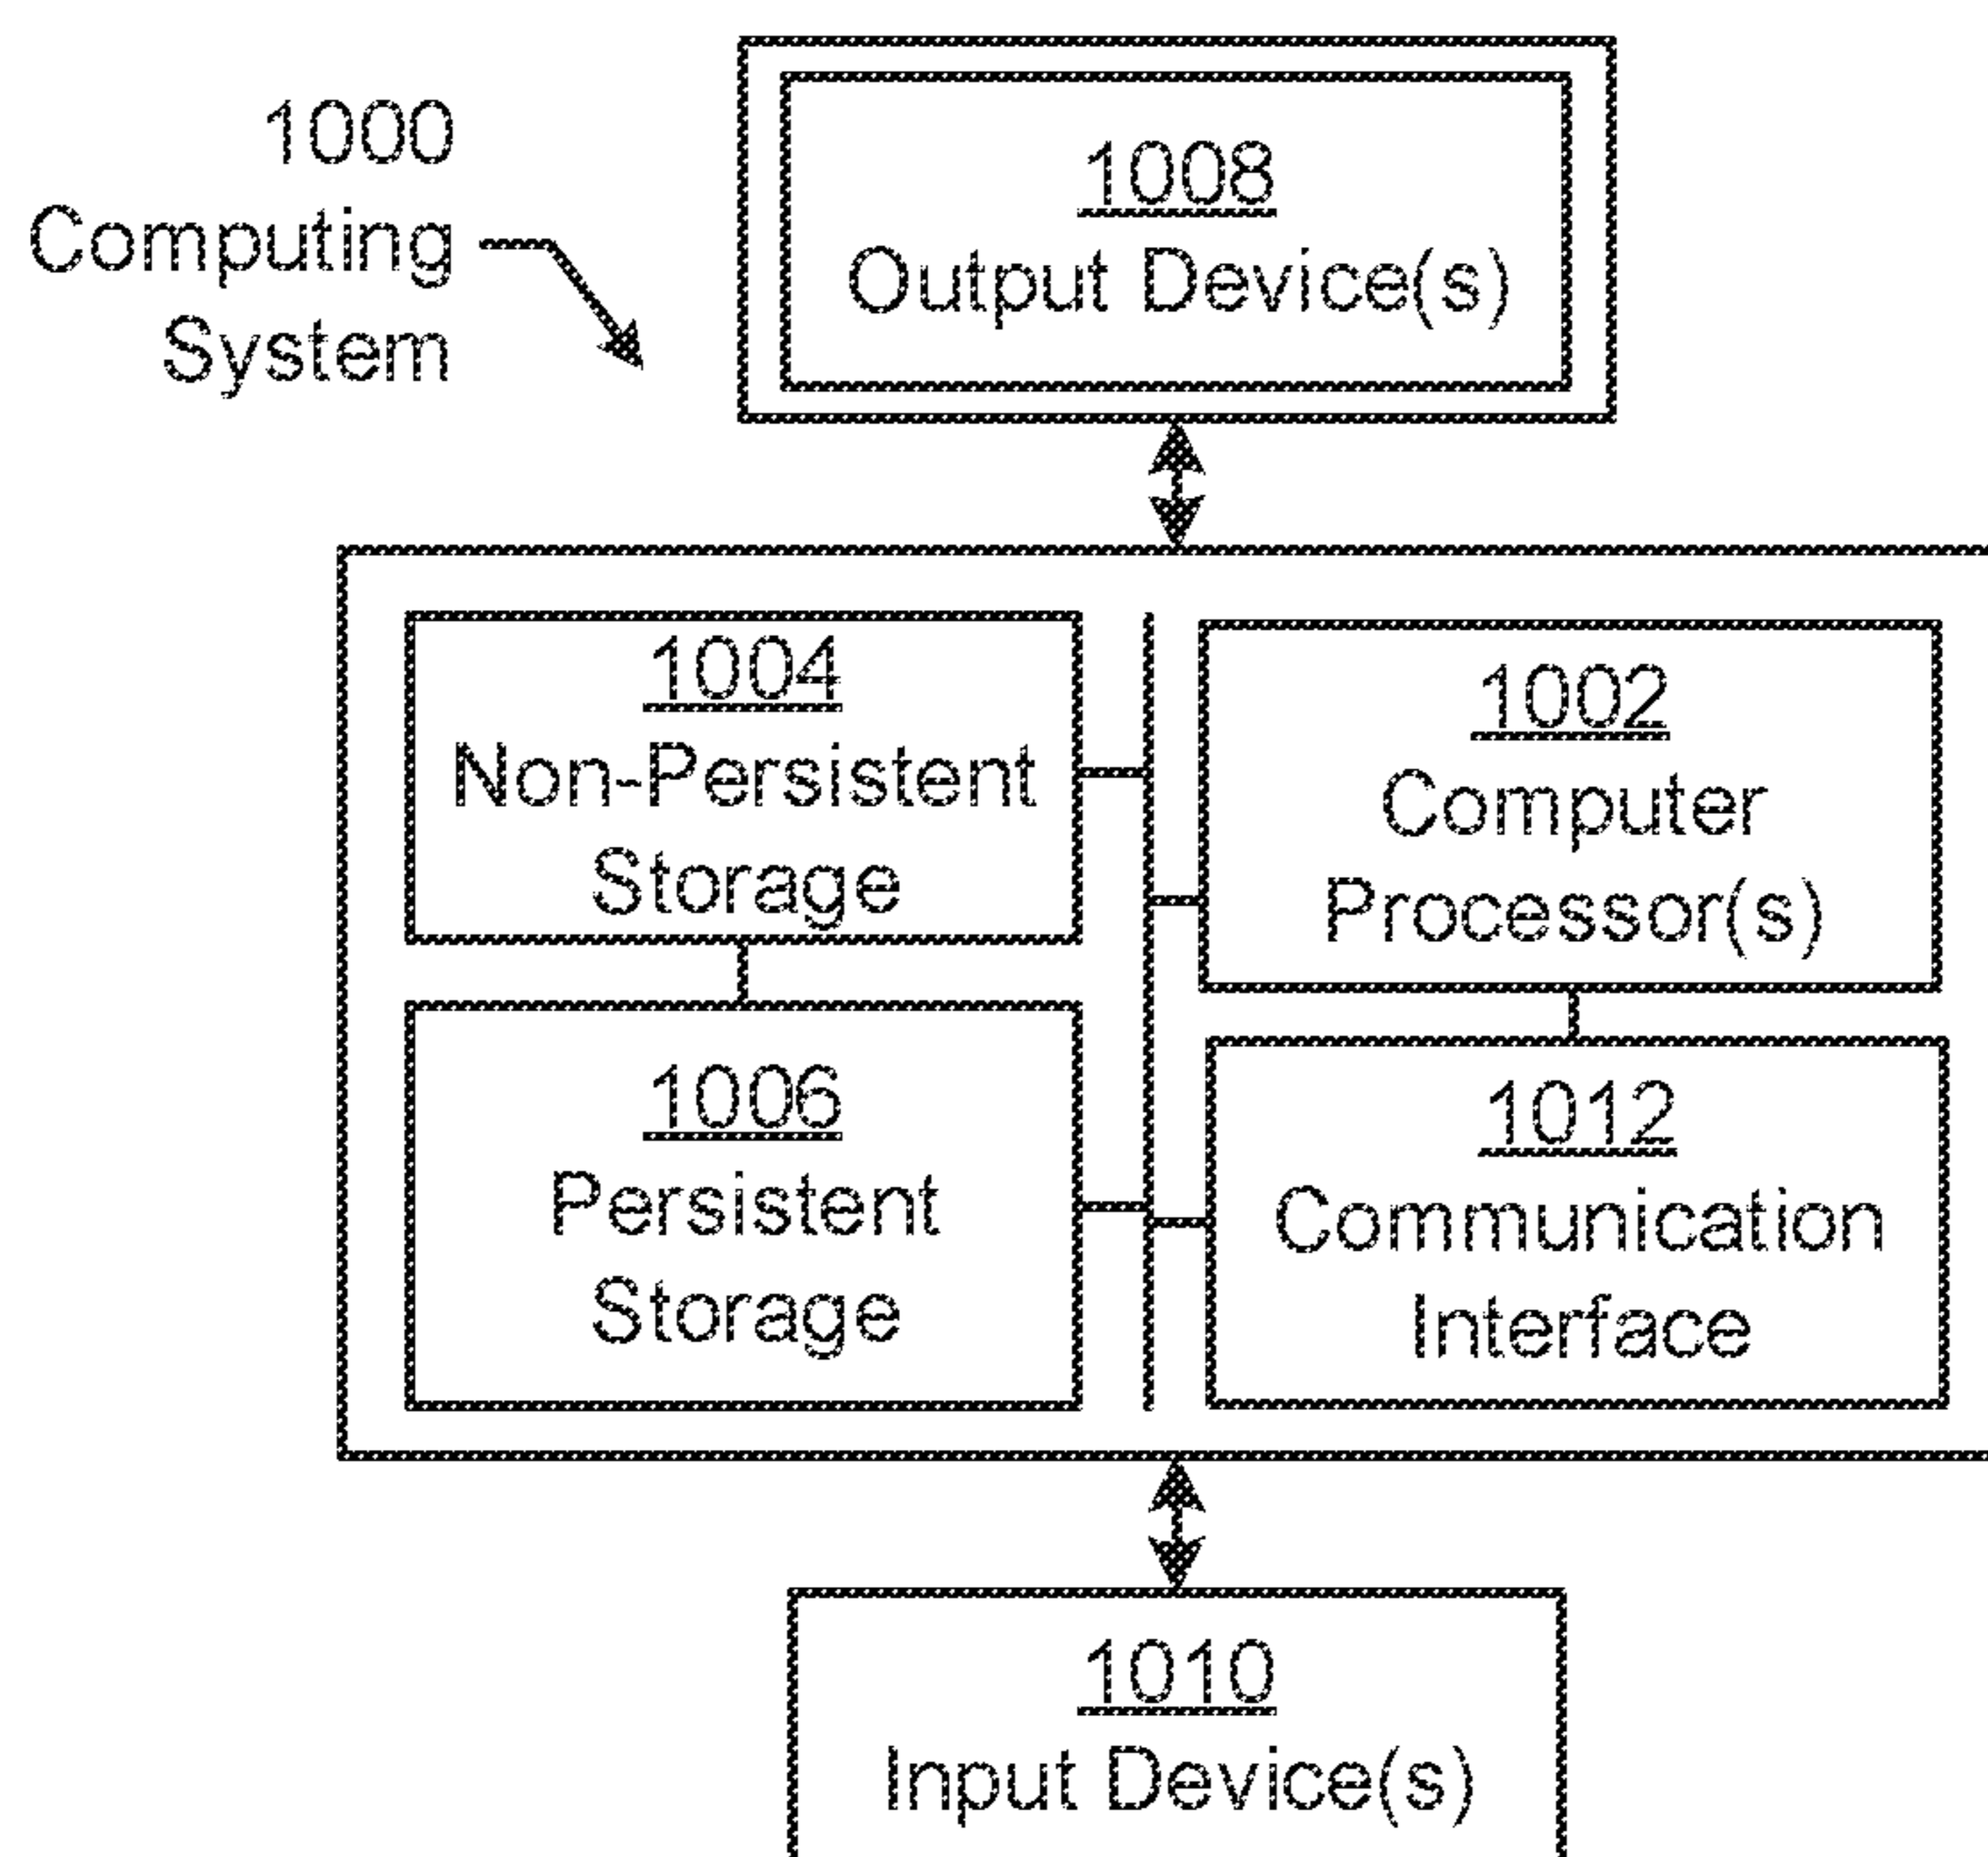 1000
Computing
System
1008
Output Device(s)
1004
Non-Persistent
Storage
1002
Computer
Processor(s)
1006
Persistent
Storage
1012
Communication
Interface
1010
Input Device(s)